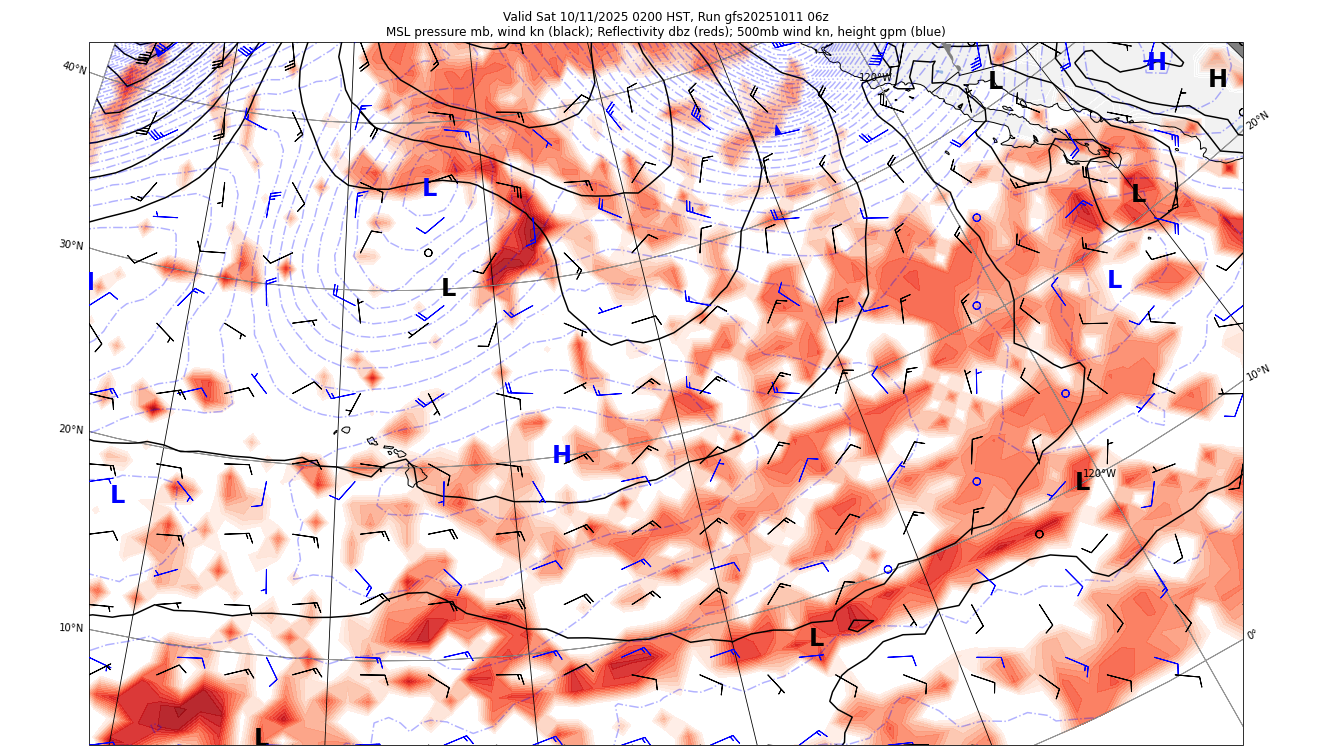 Valid Sat 10/11/2025 0200 HST, Run gfs20251011 06z
MSL pressure mb, wind kn (black); Reflectivity dbz (reds); 500mb wind kn, height gpm (blue)
40°N
120°W
L
H
H
20°N
L
L
30°N
L
L
10°N
20°N
H
120°W
L
L
10°N
L
0°
L